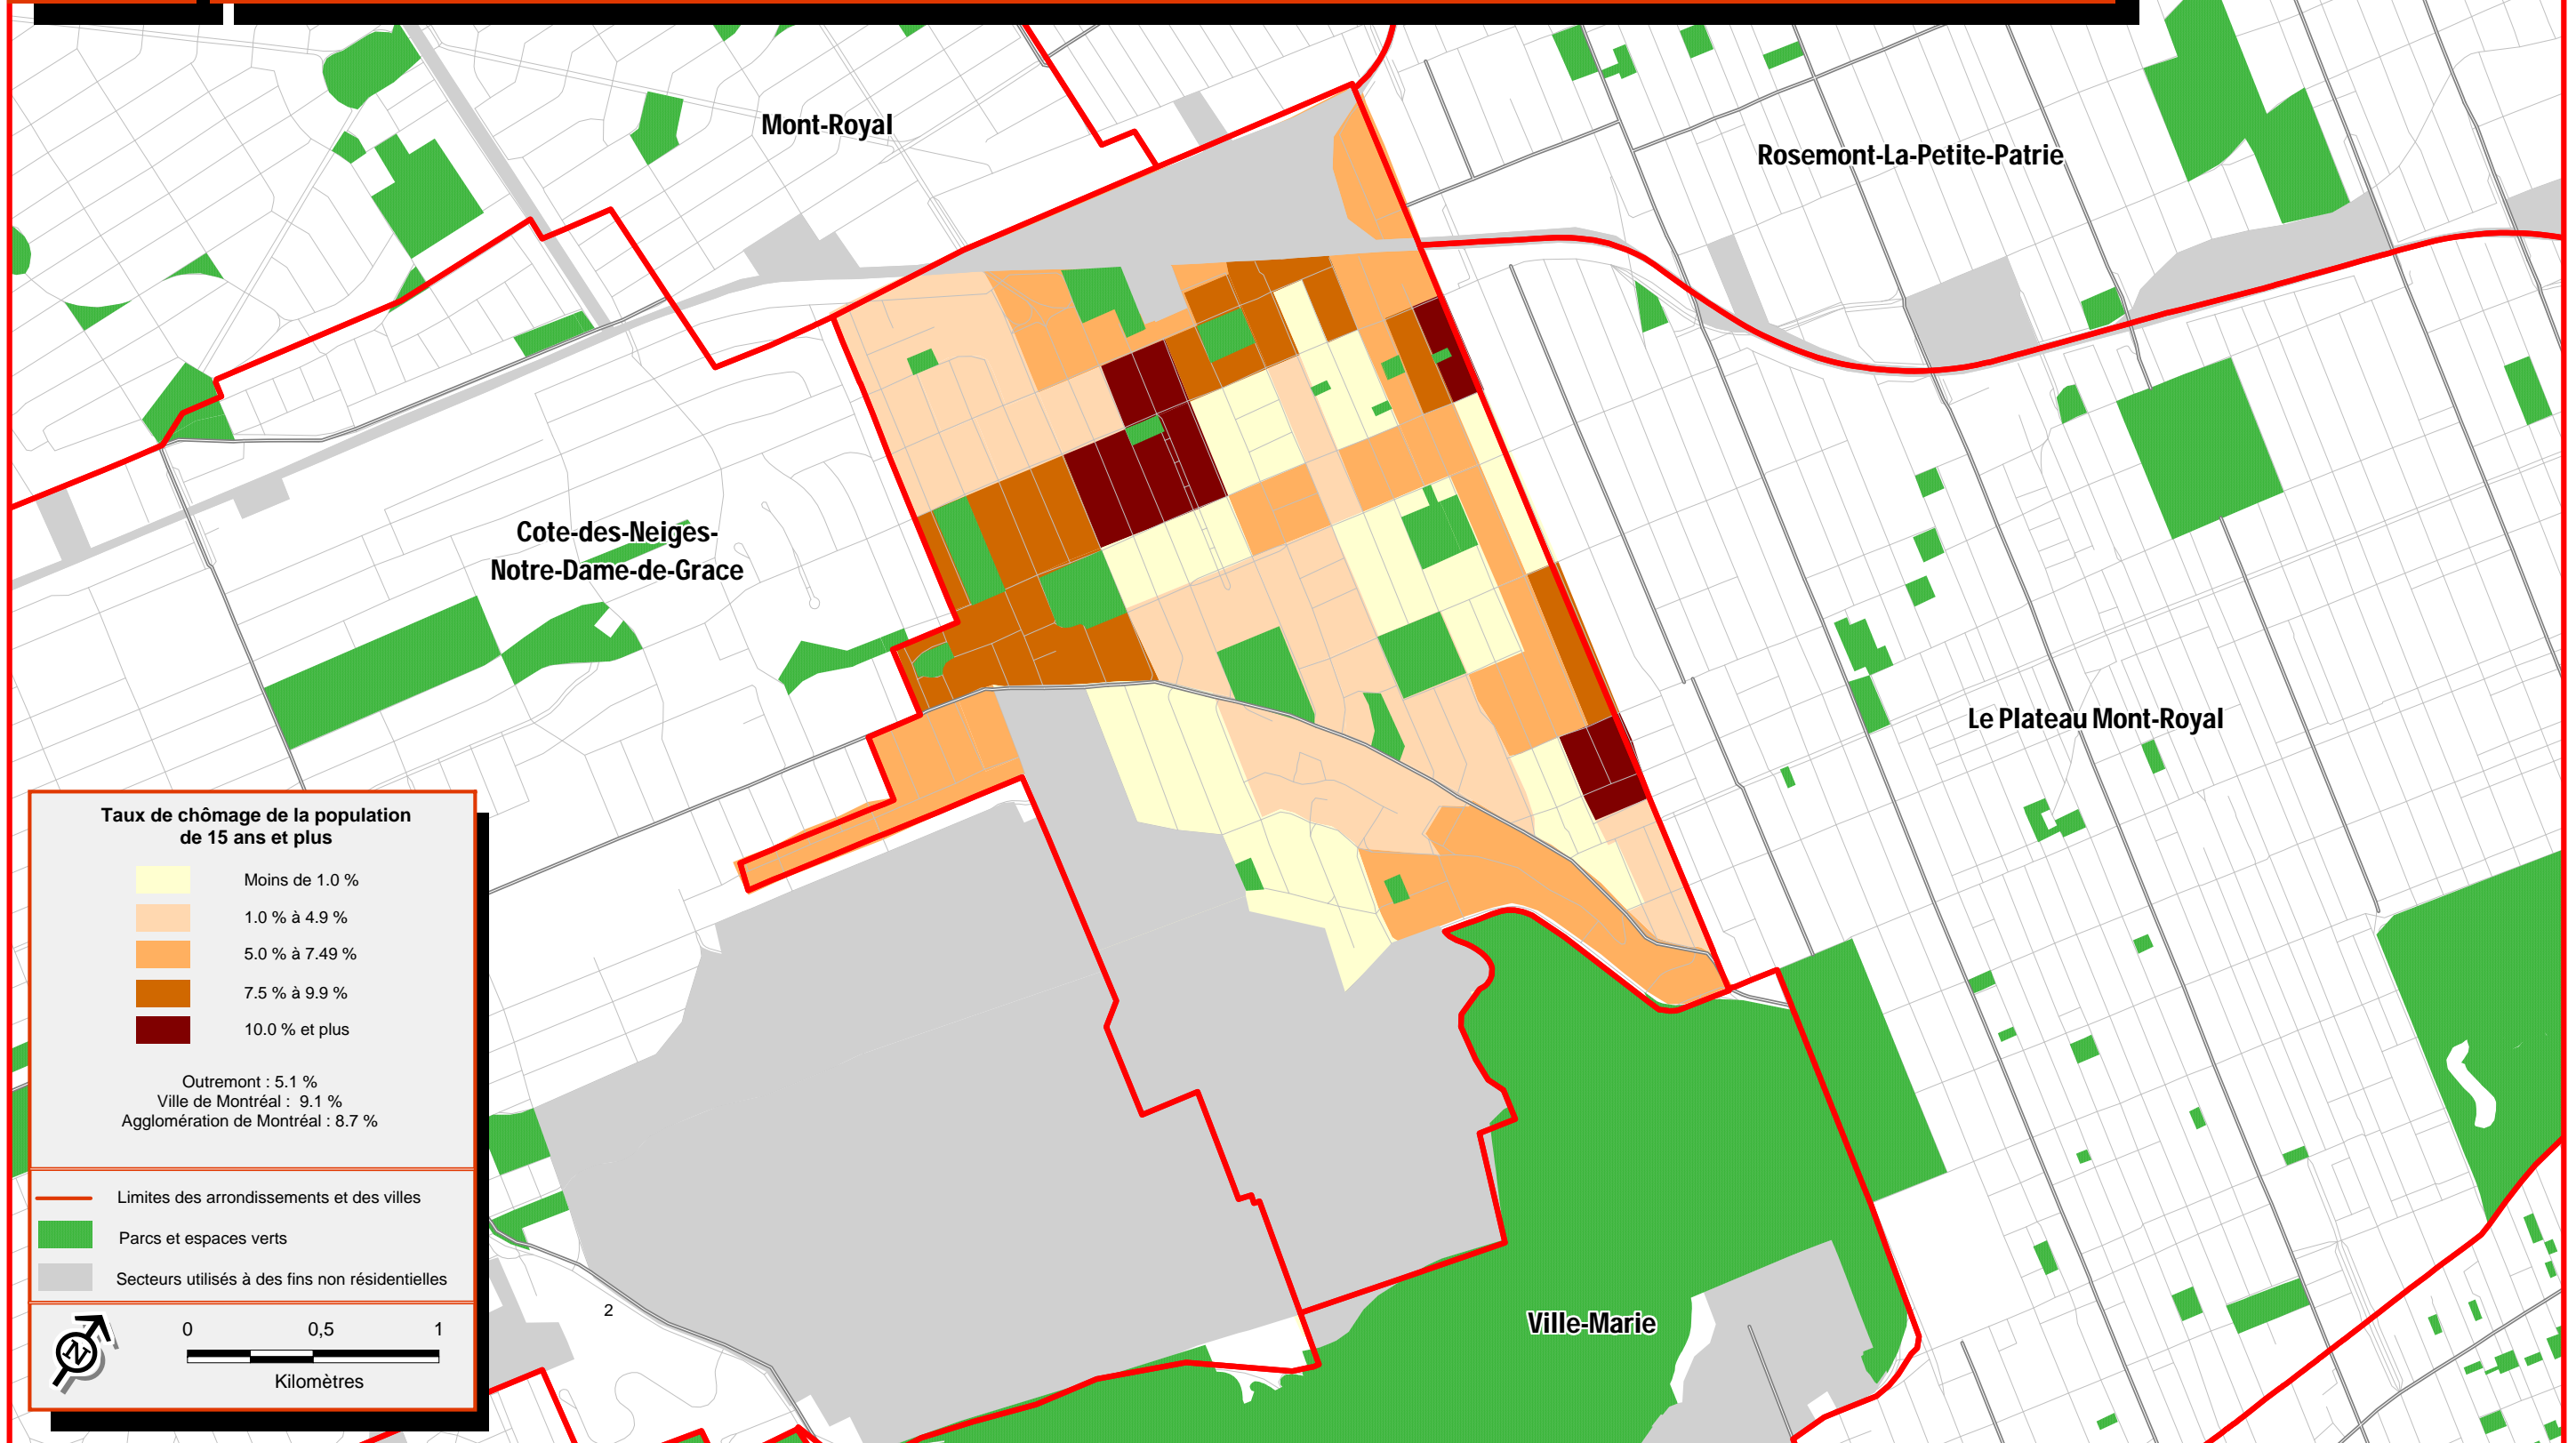 Mont-Royal
Rosemont-La-Petite-Patrie
Cote-des-Neiges-
Notre-Dame-de-Grace
Le Plateau Mont-Royal
Ville-Marie
Taux de chômage de la population
de 15 ans et plus
Moins de 1.0 %
1.0 % à 4.9 %
5.0 % à 7.49 %
7.5 % à 9.9 %
10.0 % et plus
Outremont : 5.1 %
Ville de Montréal : 9.1 %
Agglomération de Montréal : 8.7 %
Limites des arrondissements et des villes
Parcs et espaces verts
Secteurs utilisés à des fins non résidentielles
N
0 0,5 1
Kilomètres
2